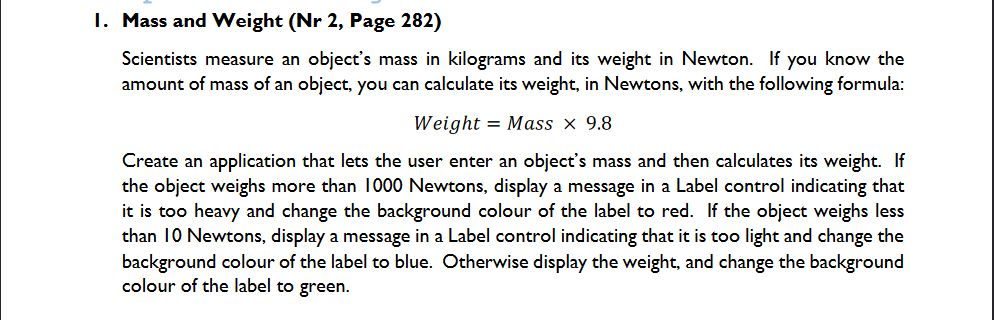 1. Mass and Weight (Nr 2, Page 282)
Scientists measure an object's mass in kilograms and its weight in Newton. If you know the
amount of mass of an object, you can calculate its weight, in Newtons, with the following formula:
Weight = Mass × 9.8
Create an application that lets the user enter an object's mass and then calculates its weight. If
the object weighs more than 1000 Newtons, display a message in a Label control indicating that
it is too heavy and change the background colour of the label to red. If the object weighs less
than 10 Newtons, display a message in a Label control indicating that it is too light and change the
background colour of the label to blue. Otherwise display the weight, and change the background
colour of the label to green.